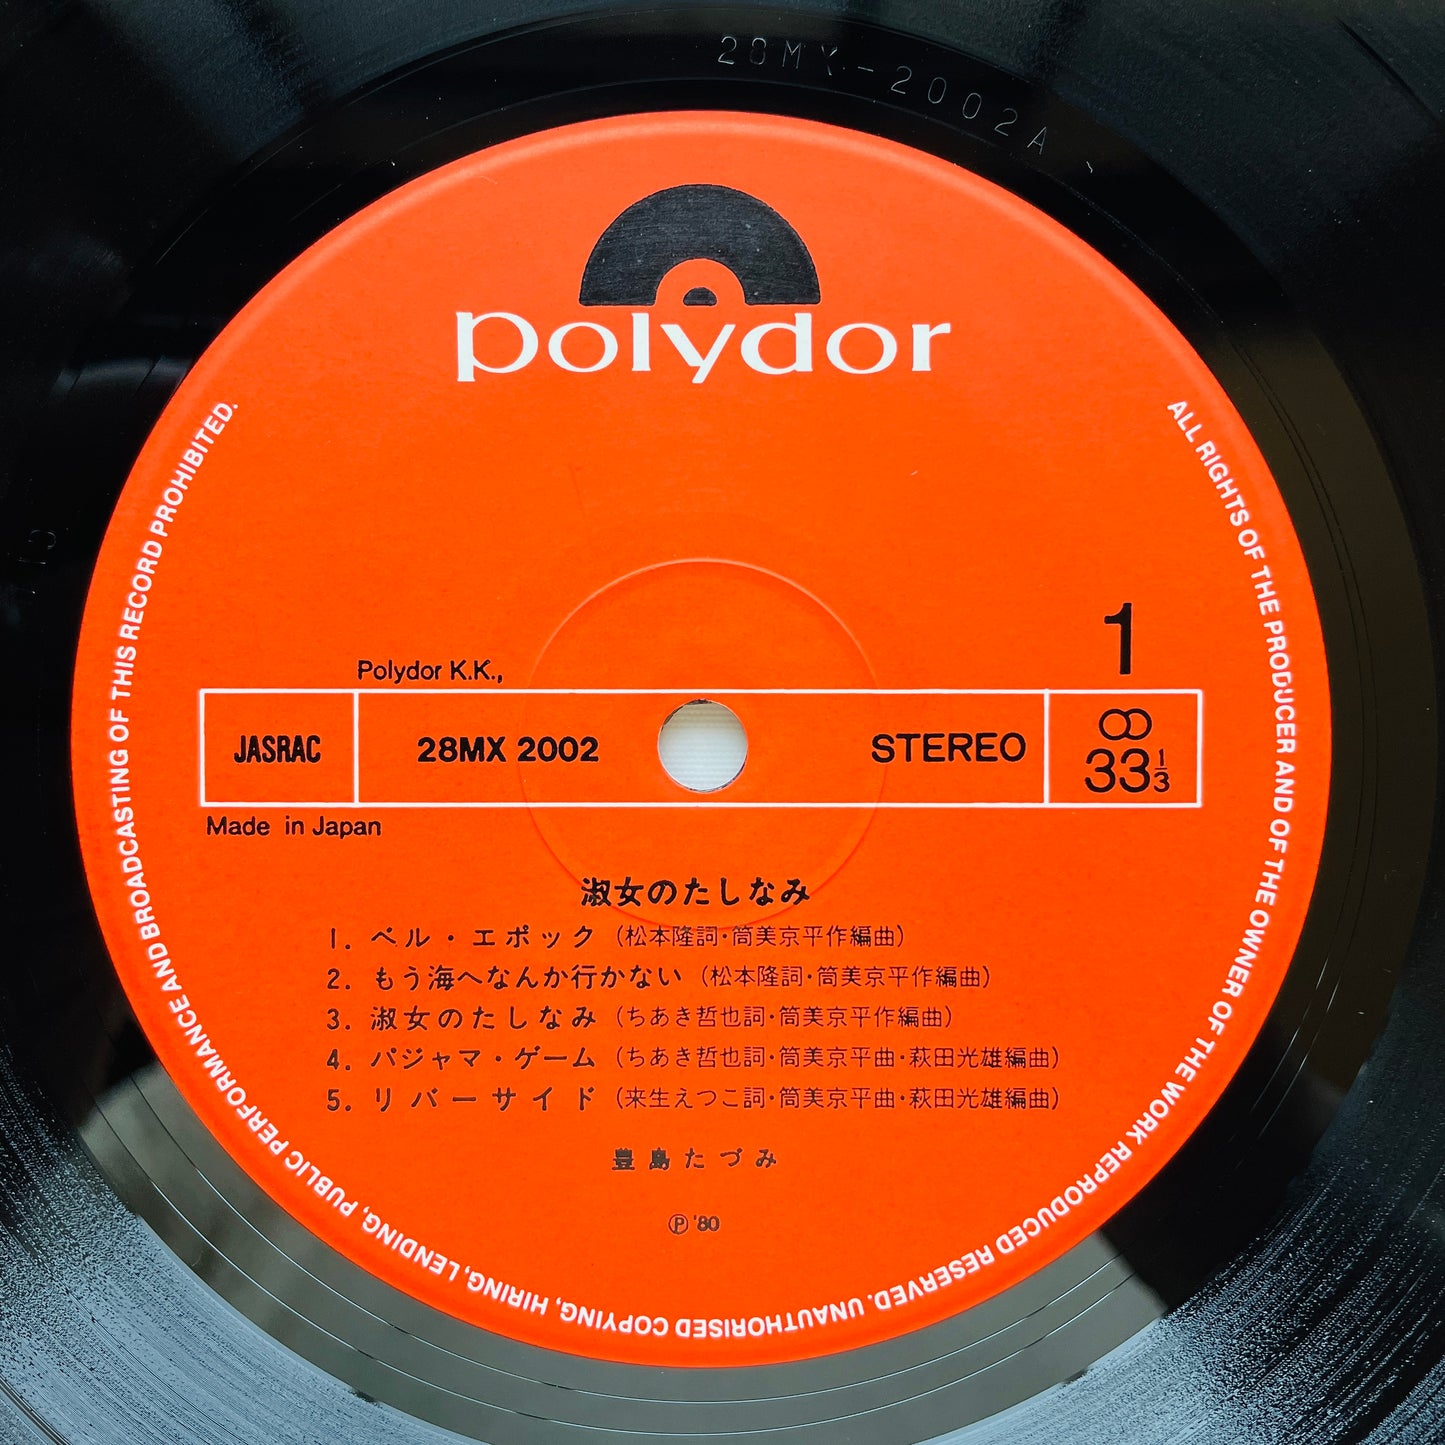 28MX-2002A
polydor
1
Polydor K.K.,
JASRAC
28MX 2002
STEREO
33 1/3
Made in Japan
淑女のたしなみ
1. ベル・エポック (松本隆詞・筒美京平作編曲)
2. もう海へなんか行かない (松本隆詞・筒美京平作編曲)
3. 淑女のたしなみ (ちあき哲也詞・筒美京平作編曲)
4. パジャマ・ゲーム (ちあき哲也詞・筒美京平曲・萩田光雄編曲)
5. リバーサイド (来生えつこ詞・筒美京平曲・萩田光雄編曲)
豊島たづみ
Ⓟ '80
ALL RIGHTS OF THE PRODUCER AND OF THE OWNER OF THE WORK REPRODUCED RESERVED. UNAUTHORISED COPYING, HIRING, LENDING, PUBLIC PERFORMANCE AND BROADCASTING OF THIS RECORD PROHIBITED.